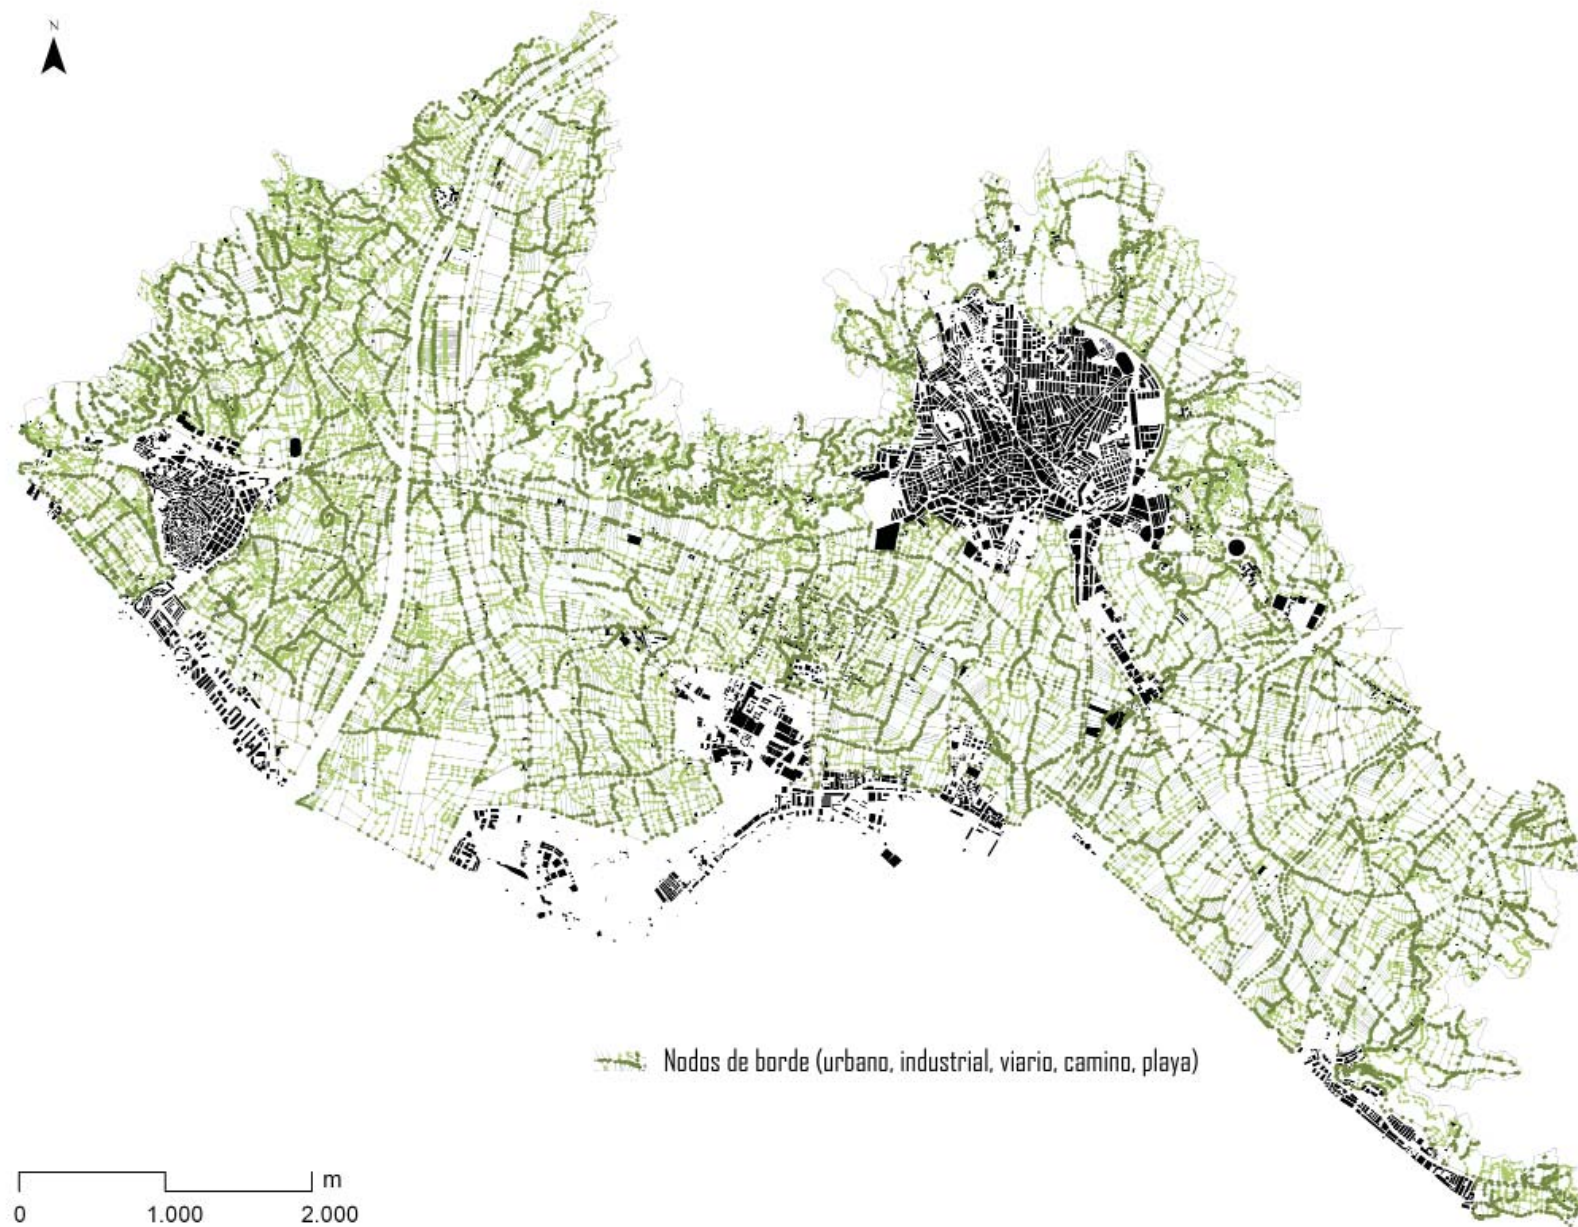 N
Nodos de borde (urbano, industrial, viario, camino, playa)
m
0 1.000 2.000